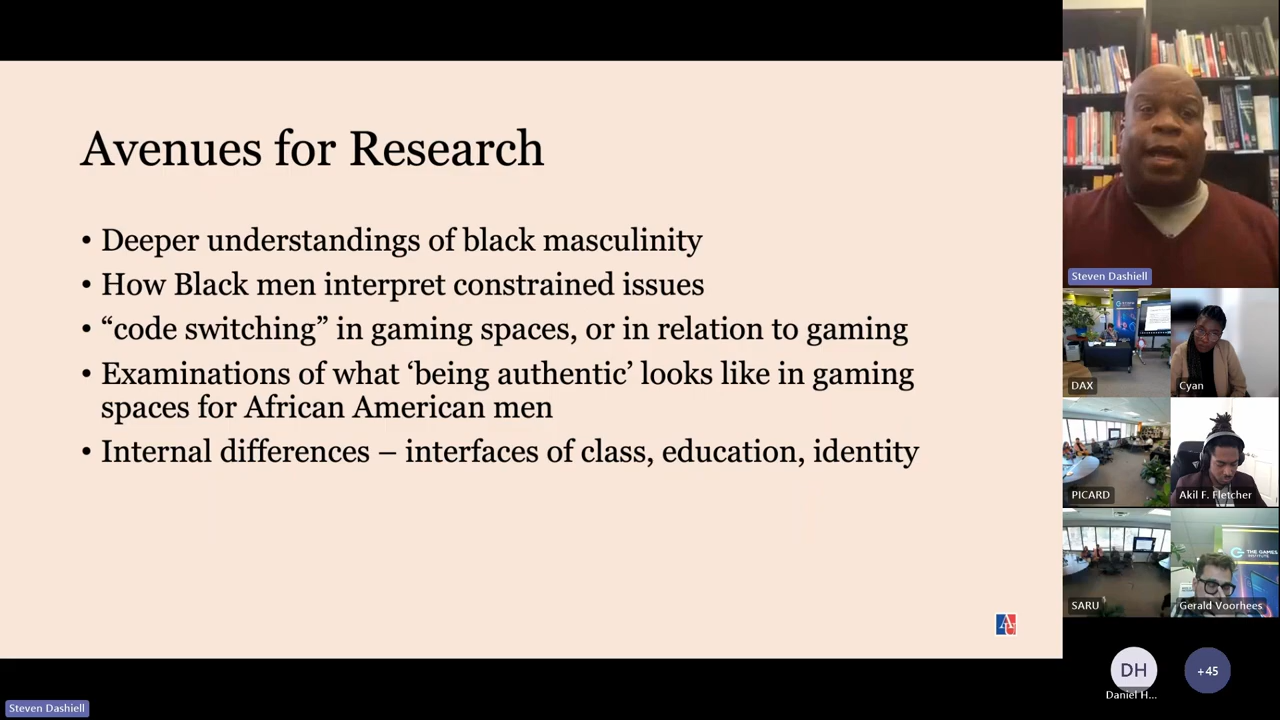 Avenues for Research
• Deeper understandings of black masculinity
• How Black men interpret constrained issues
• “code switching” in gaming spaces, or in relation to gaming
• Examinations of what ‘being authentic’ looks like in gaming
spaces for African American men
• Internal differences – interfaces of class, education, identity
Steven Dashiell
DAX
Cyan
PICARD
Akil F. Fletcher
SARU
THE GAMES
INSTITUTE
Gerald Voorhees
DH
Daniel H...
+45
Steven Dashiell